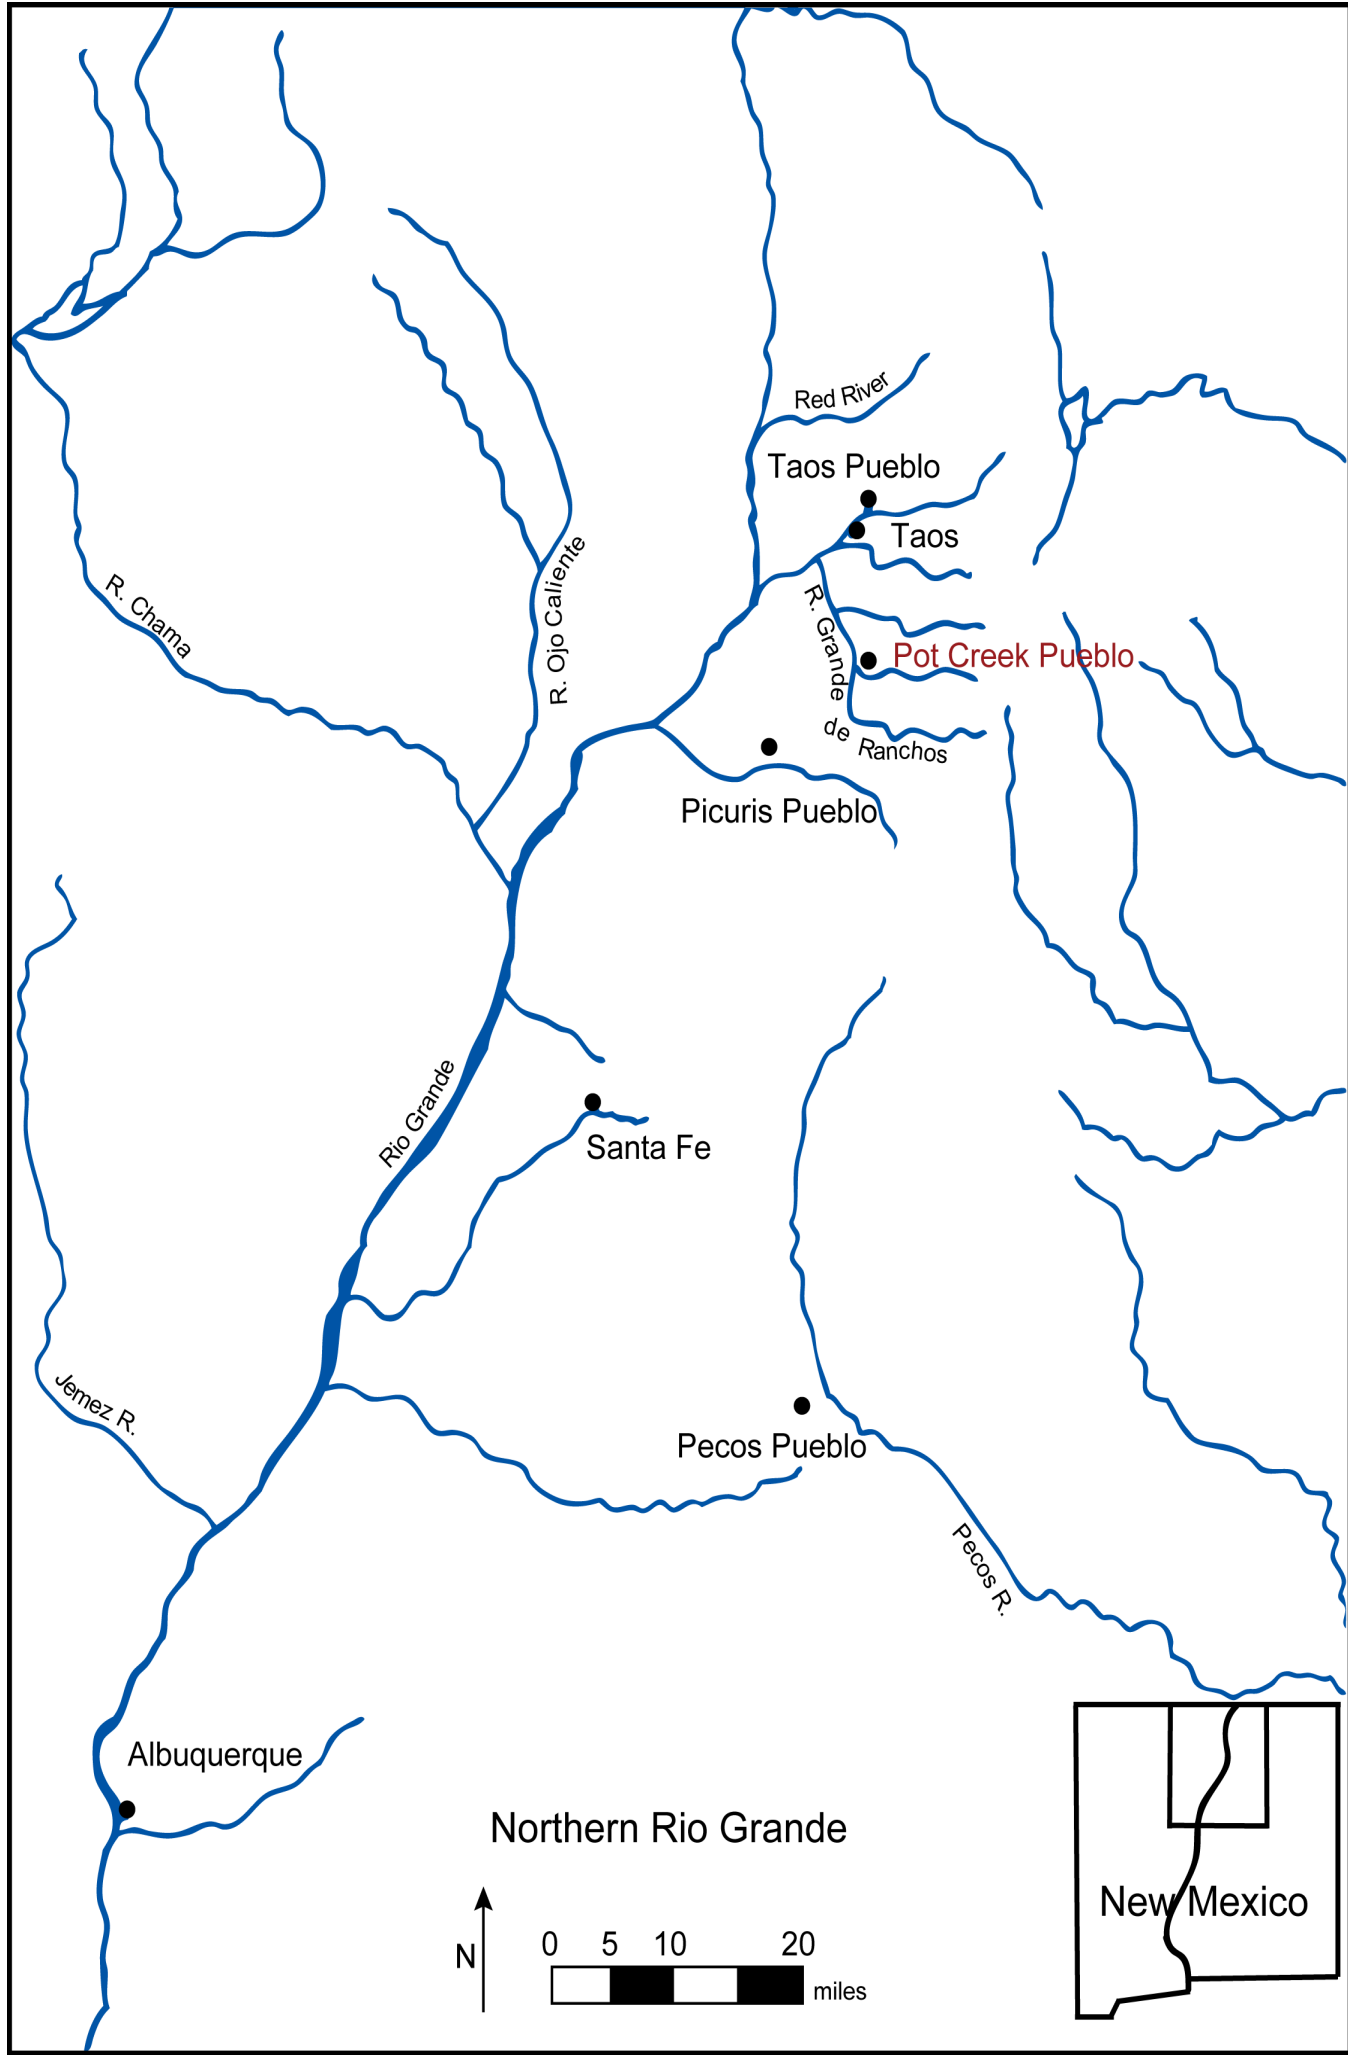 Red River
Taos Pueblo
Taos
R. Ojo Caliente
R. Chama
R. Grande
de Ranchos
Pot Creek Pueblo
Picuris Pueblo
Rio Grande
Santa Fe
Jemez R.
Pecos Pueblo
Pecos R.
Albuquerque
Northern Rio Grande
N
0 5 10 20
miles
New Mexico